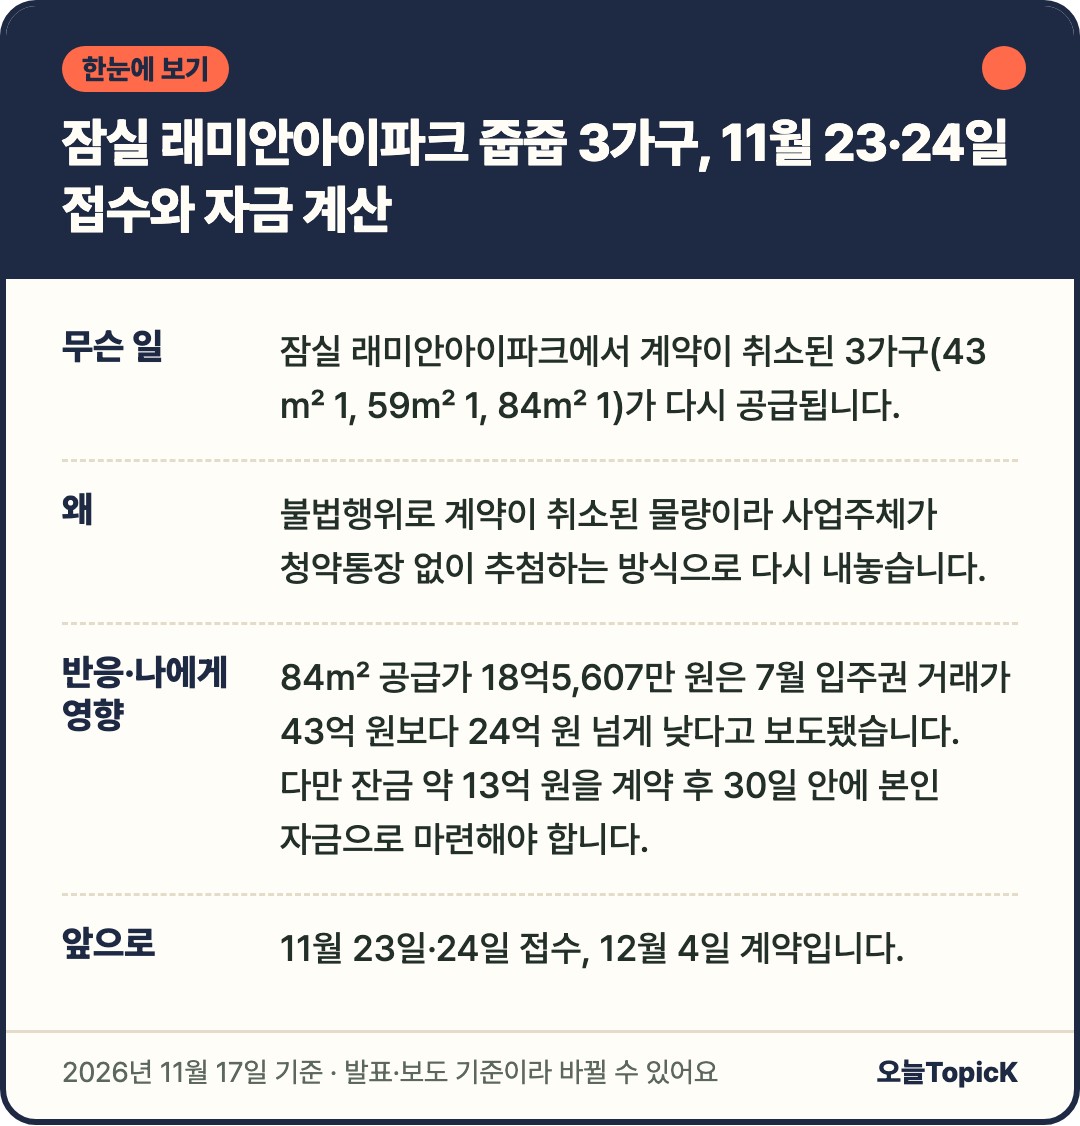 한눈에 보기
잠실 래미안아이파크 줍줍 3가구, 11월 23·24일
접수와 자금 계산
무슨 일
잠실 래미안아이파크에서 계약이 취소된 3가구(43
m² 1, 59m² 1, 84m² 1)가 다시 공급됩니다.
왜
불법행위로 계약이 취소된 물량이라 사업주체가
청약통장 없이 추첨하는 방식으로 다시 내놓습니다.
반응·나에게
영향
84m² 공급가 18억5,607만 원은 7월 입주권 거래가
43억 원보다 24억 원 넘게 낮다고 보도됐습니다.
다만 잔금 약 13억 원을 계약 후 30일 안에 본인
자금으로 마련해야 합니다.
앞으로
11월 23일·24일 접수, 12월 4일 계약입니다.
2026년 11월 17일 기준 · 발표·보도 기준이라 바뀔 수 있어요
오늘TopicK